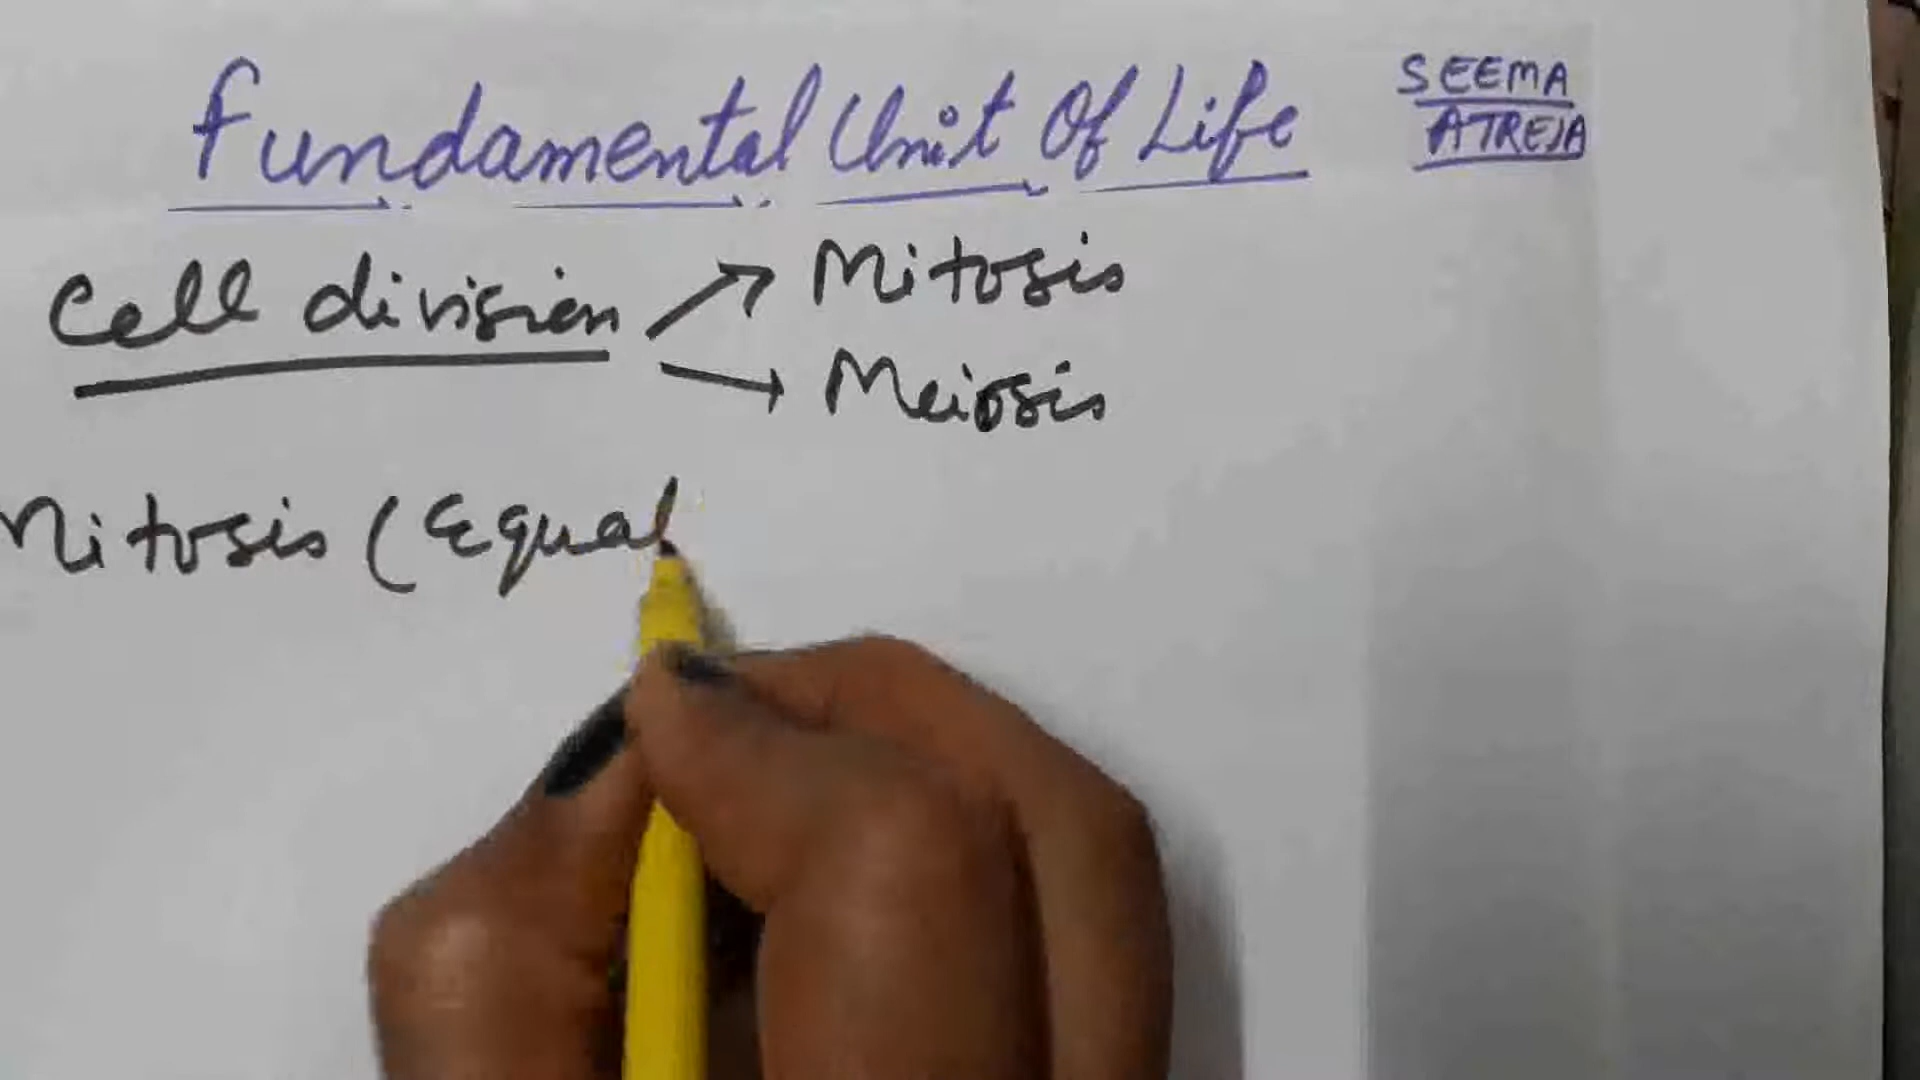 Fundamental Unit Of Life
SEEMA
ATREJA
Cell division → Mitosis
→ Meiosis
Mitosis (Equal